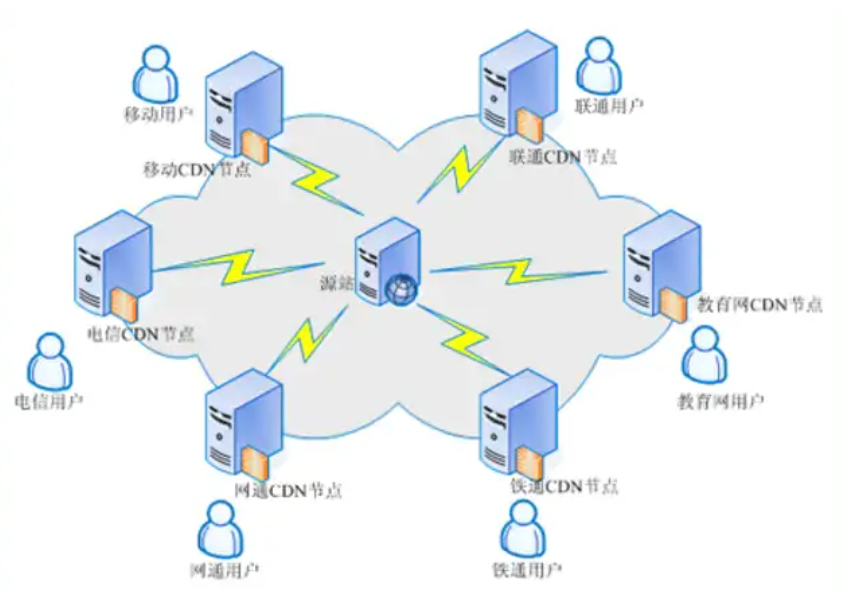 移动用户
联通用户
移动CDN节点
联通CDN节点
源站
教育网CDN节点
电信CDN节点
电信用户
教育网用户
网通CDN节点
铁通CDN节点
网通用户
铁通用户